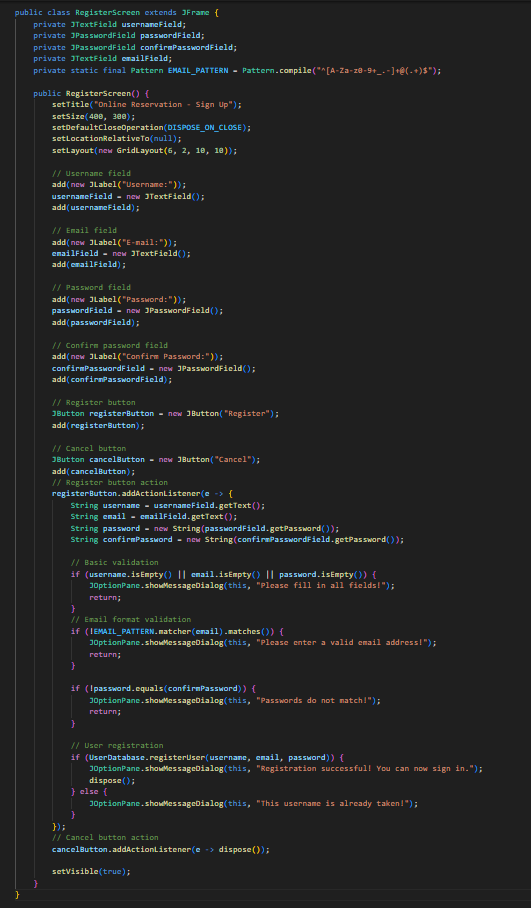 public class RegisterScreen extends JFrame {
    private JTextField usernameField;
    private JPasswordField passwordField;
    private JPasswordField confirmPasswordField;
    private JTextField emailField;
    private static final Pattern EMAIL_PATTERN = Pattern.compile("^[A-Za-z0-9+_.-]+@(.+)$");

    public RegisterScreen() {
        setTitle("Online Reservation - Sign Up");
        setSize(400, 300);
        setDefaultCloseOperation(DISPOSE_ON_CLOSE);
        setLocationRelativeTo(null);
        setLayout(new GridLayout(6, 2, 10, 10));

        // Username field
        add(new JLabel("Username:"));
        usernameField = new JTextField();
        add(usernameField);

        // Email field
        add(new JLabel("E-mail:"));
        emailField = new JTextField();
        add(emailField);

        // Password field
        add(new JLabel("Password:"));
        passwordField = new JPasswordField();
        add(passwordField);

        // Confirm password field
        add(new JLabel("Confirm Password:"));
        confirmPasswordField = new JPasswordField();
        add(confirmPasswordField);

        // Register button
        JButton registerButton = new JButton("Register");
        add(registerButton);

        // Cancel button
        JButton cancelButton = new JButton("Cancel");
        add(cancelButton);
        // Register button action
        registerButton.addActionListener(e -> {
            String username = usernameField.getText();
            String email = emailField.getText();
            String password = new String(passwordField.getPassword());
            String confirmPassword = new String(confirmPasswordField.getPassword());

            // Basic validation
            if (username.isEmpty() || email.isEmpty() || password.isEmpty()) {
                JOptionPane.showMessageDialog(this, "Please fill in all fields!");
                return;
            }
            // Email format validation
            if (!EMAIL_PATTERN.matcher(email).matches()) {
                JOptionPane.showMessageDialog(this, "Please enter a valid email address!");
                return;
            }

            if (!password.equals(confirmPassword)) {
                JOptionPane.showMessageDialog(this, "Passwords do not match!");
                return;
            }

            // User registration
            if (UserDatabase.registerUser(username, email, password)) {
                JOptionPane.showMessageDialog(this, "Registration successful! You can now sign in.");
                dispose();
            } else {
                JOptionPane.showMessageDialog(this, "This username is already taken!");
            }
        });
        // Cancel button action
        cancelButton.addActionListener(e -> dispose());

        setVisible(true);
    }
}